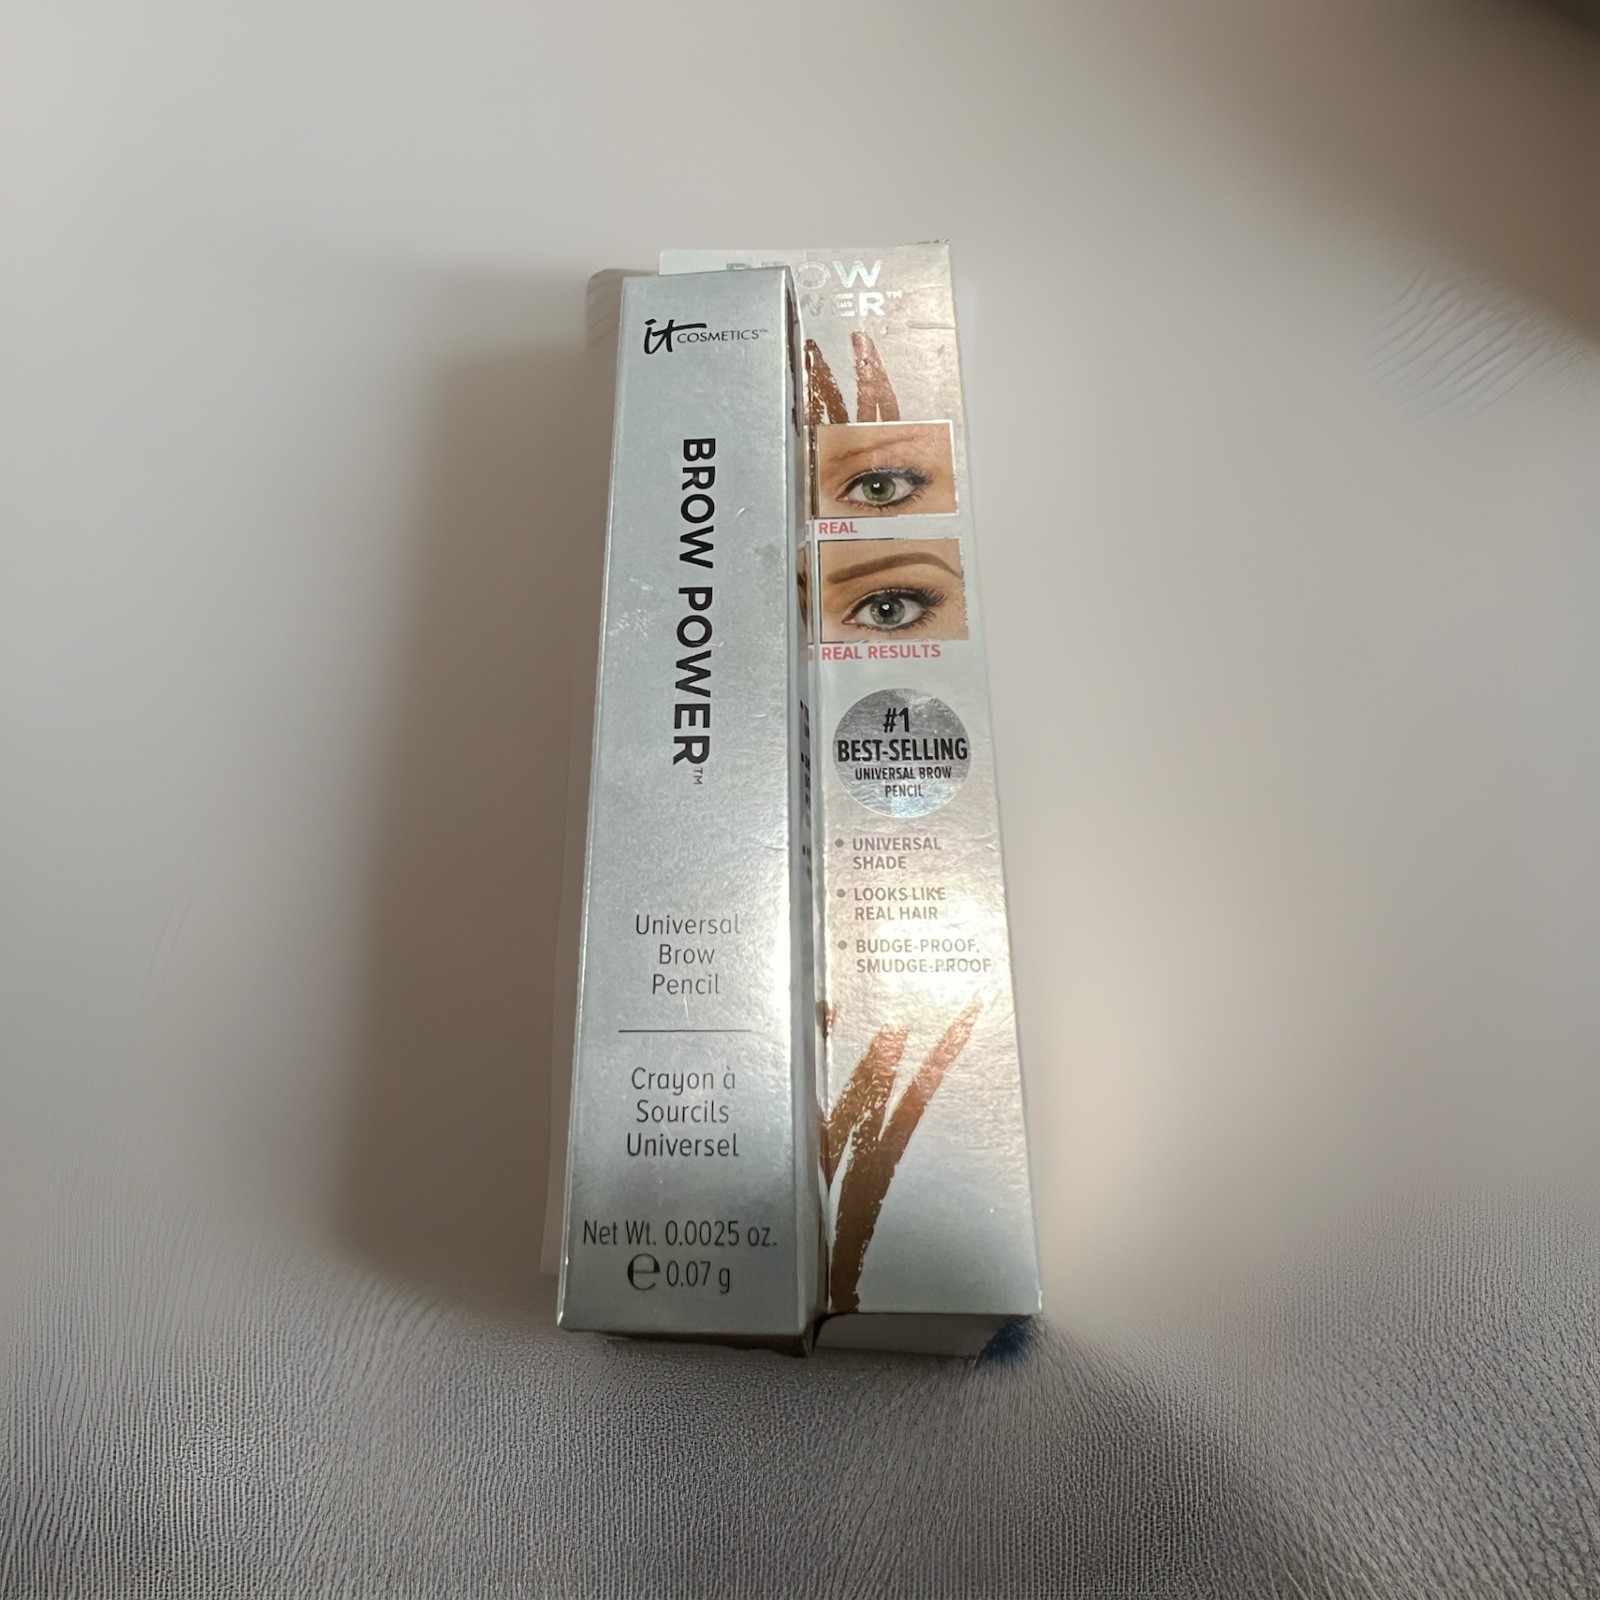 it COSMETICS™
BROW POWER™
Universal
Brow
Pencil
Crayon à
Sourcils
Universel
Net Wt. 0.0025 oz.
e 0.07 g
REAL
REAL RESULTS
#1
BEST-SELLING
UNIVERSAL BROW
PENCIL
• UNIVERSAL
SHADE
• LOOKS LIKE
REAL HAIR
• BUDGE-PROOF,
SMUDGE-PROOF